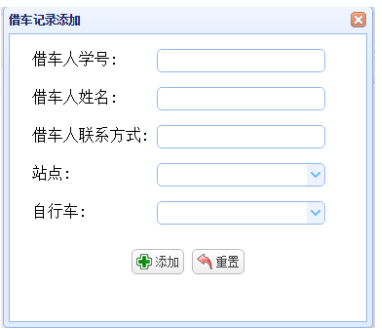 借车记录添加
借车人学号：
借车人姓名：
借车人联系方式：
站点：
自行车：
添加 重置